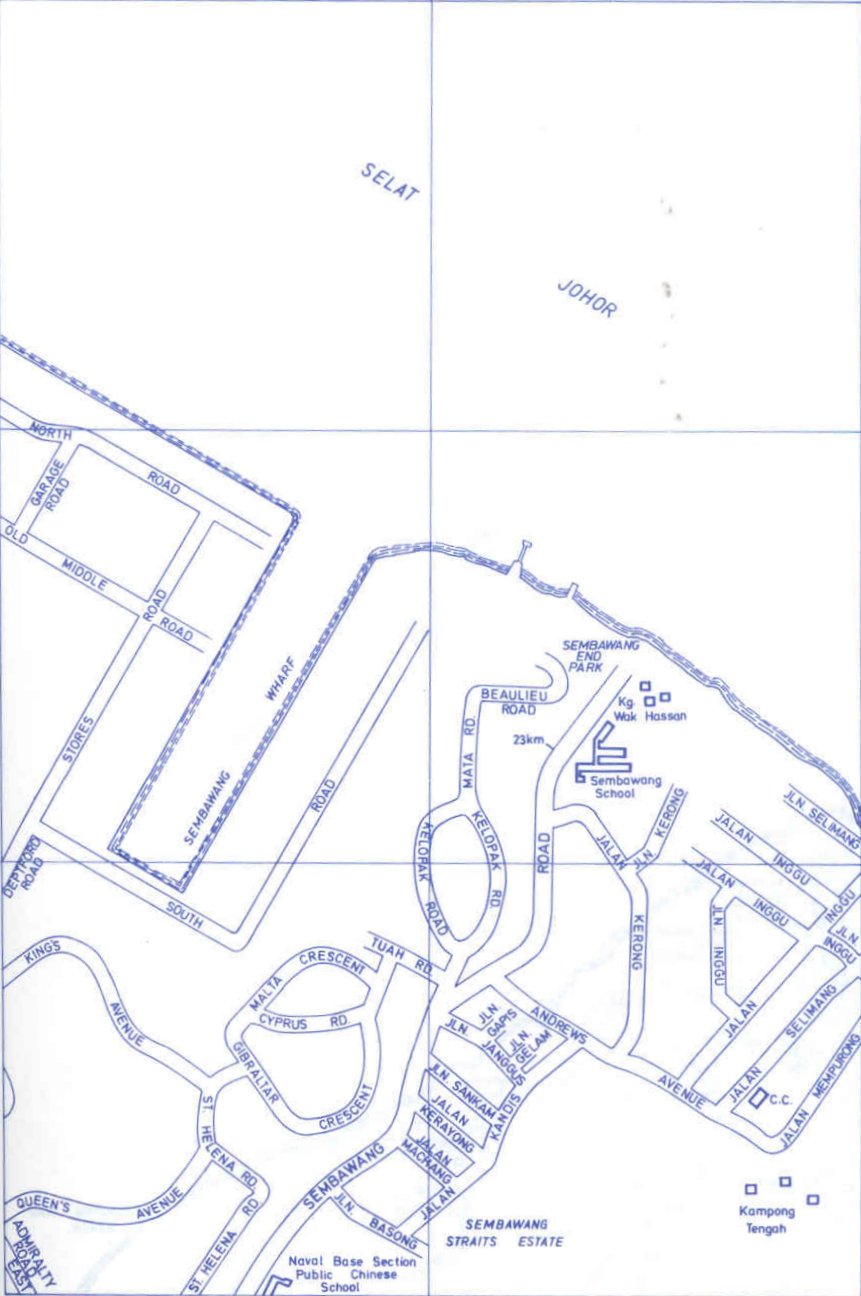 SELAT
JOHOR
NORTH
ROAD
GARAGE
ROAD
OLD
MIDDLE
ROAD
ROAD
STORES
WHARF
SEMBAWANG
ROAD
SOUTH
DEPTFORD
ROAD
SEMBAWANG
END
PARK
BEAULIEU
ROAD
Kg.
Wak Hassan
23km
MATA RD.
Sembawang
School
KELOPAK
ROAD
KELOPAK
RD.
ROAD
JALAN
KERONG
JLN. KERONG
JLN. SELIMANG
JALAN
INGGU
JALAN
INGGU
JLN. INGGU
INGGU
JLN.
INGGU
JALAN
JALAN
SELIMANG
JALAN MEMPURONG
C.C.
KING'S
AVENUE
MALTA
CRESCENT
TUAH RD.
CYPRUS RD.
GIBRALTAR
CRESCENT
JLN.
GAPIS
JLN.
GELAM
JLN.
JANGGUS
ANDREWS
AVENUE
JLN. SANKAM
JALAN
KERAYONG
JALAN
MACHANG
KANDIS
JALAN
ST. HELENA RD.
QUEEN'S
AVENUE
ST. HELENA
RD
SEMBAWANG
JLN.
BASONG
ADMIRALTY
ROAD
EAST
SEMBAWANG
STRAITS ESTATE
Kampong
Tengah
Naval Base Section
Public Chinese
School